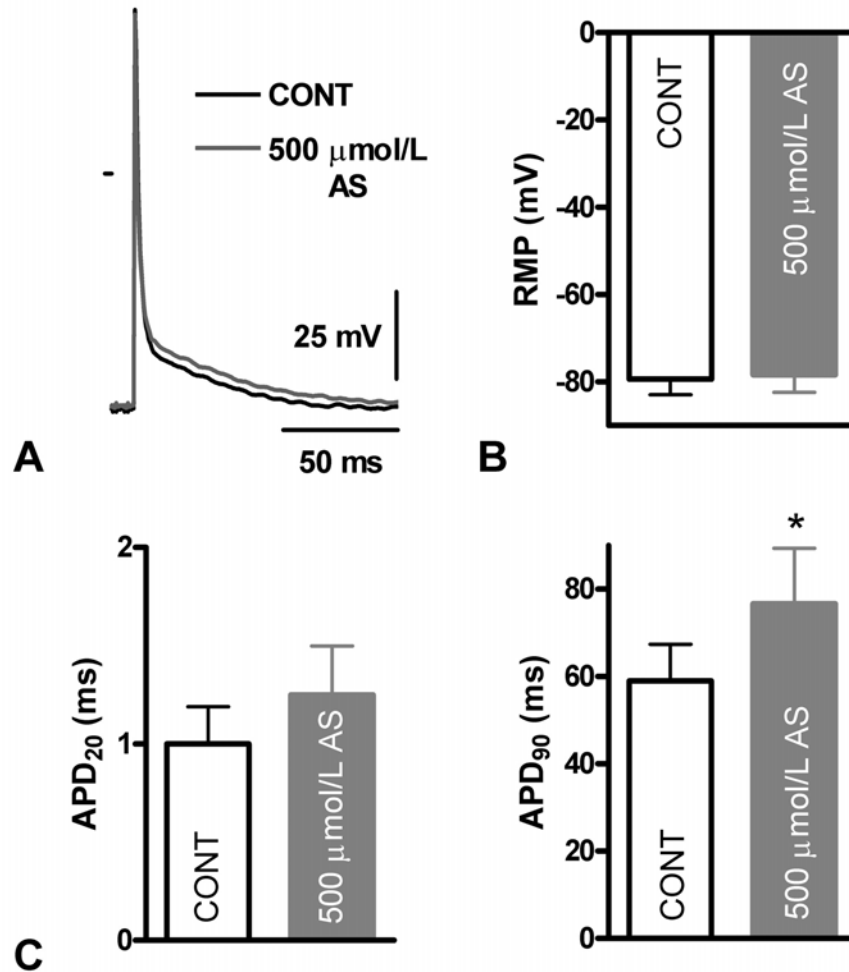 CONT
500 μmol/L
AS
25 mV
50 ms
A
RMP (mV)
0
-20
-40
-60
-80
CONT
500 μmol/L AS
B
APD20 (ms)
2
1
0
CONT
500 μmol/L AS
C
APD90 (ms)
80
60
40
20
0
CONT
500 μmol/L AS
*